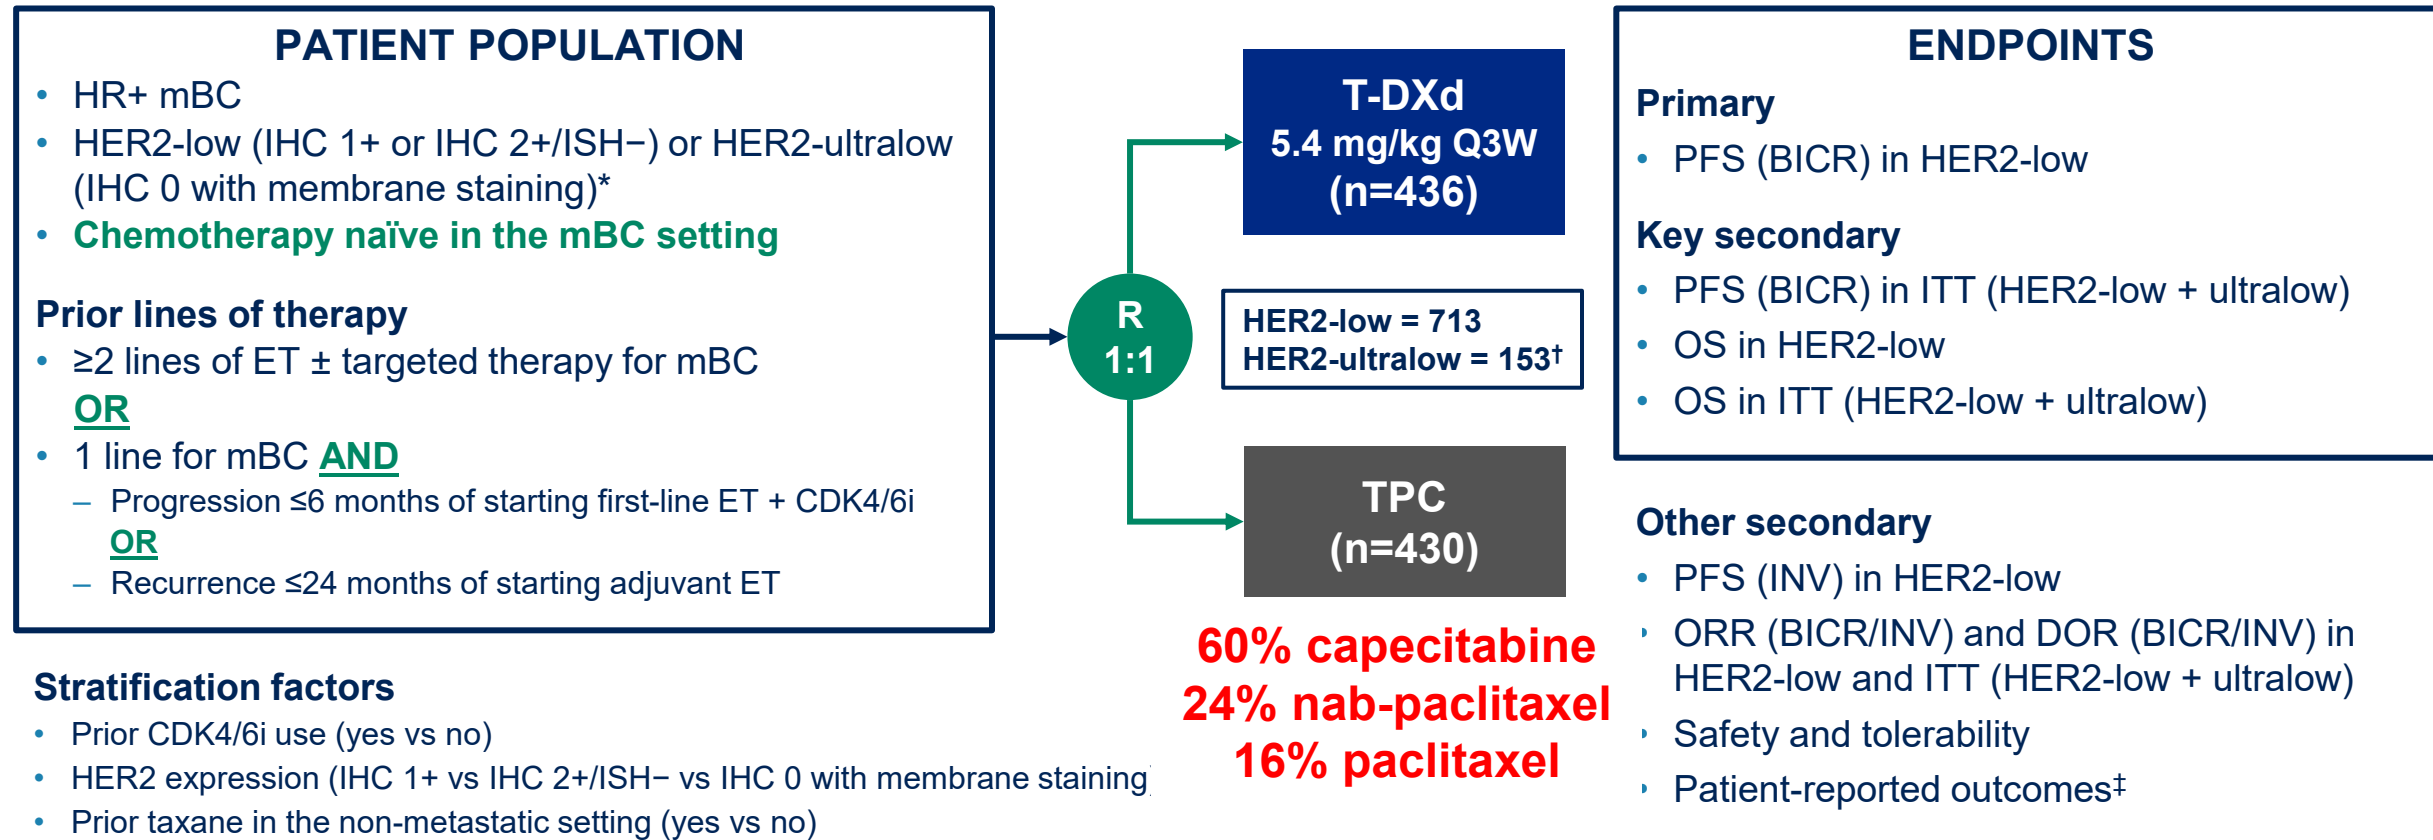 PATIENT POPULATION
• HR+ mBC
• HER2-low (IHC 1+ or IHC 2+/ISH−) or HER2-ultralow
(IHC 0 with membrane staining)*
• Chemotherapy naïve in the mBC setting
Prior lines of therapy
• ≥2 lines of ET ± targeted therapy for mBC
OR
• 1 line for mBC AND
– Progression ≤6 months of starting first-line ET + CDK4/6i
OR
– Recurrence ≤24 months of starting adjuvant ET
Stratification factors
• Prior CDK4/6i use (yes vs no)
• HER2 expression (IHC 1+ vs IHC 2+/ISH− vs IHC 0 with membrane staining)
• Prior taxane in the non-metastatic setting (yes vs no)
R
1:1
T-DXd
5.4 mg/kg Q3W
(n=436)
HER2-low = 713
HER2-ultralow = 153†
TPC
(n=430)
60% capecitabine
24% nab-paclitaxel
16% paclitaxel
ENDPOINTS
Primary
• PFS (BICR) in HER2-low
Key secondary
• PFS (BICR) in ITT (HER2-low + ultralow)
• OS in HER2-low
• OS in ITT (HER2-low + ultralow)
Other secondary
• PFS (INV) in HER2-low
• ORR (BICR/INV) and DOR (BICR/INV) in
HER2-low and ITT (HER2-low + ultralow)
• Safety and tolerability
• Patient-reported outcomes‡